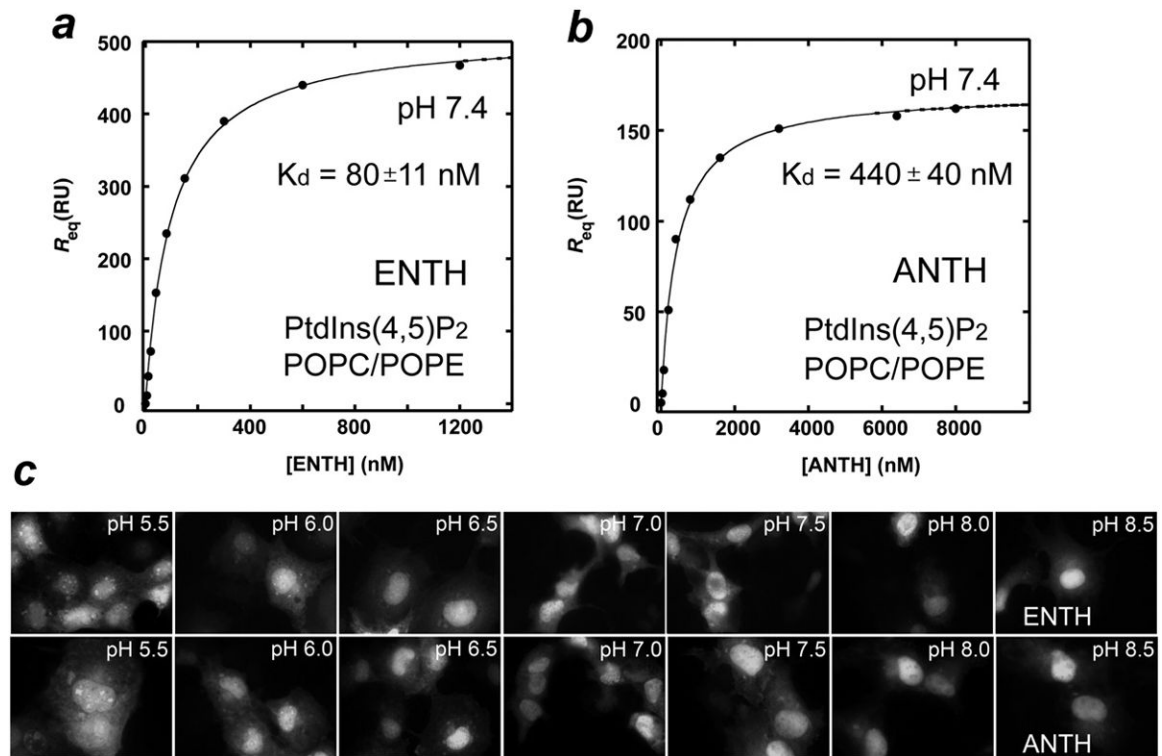 a
500
400
300
200
100
0
R_eq(RU)
pH 7.4
Kd = 80±11 nM
ENTH
PtdIns(4,5)P2
POPC/POPE
0 400 800 1200
[ENTH] (nM)
b
200
150
100
50
0
R_eq(RU)
pH 7.4
Kd = 440±40 nM
ANTH
PtdIns(4,5)P2
POPC/POPE
0 2000 4000 6000 8000
[ANTH] (nM)
c
pH 5.5 pH 6.0 pH 6.5 pH 7.0 pH 7.5 pH 8.0 pH 8.5
ENTH
pH 5.5 pH 6.0 pH 6.5 pH 7.0 pH 7.5 pH 8.0 pH 8.5
ANTH